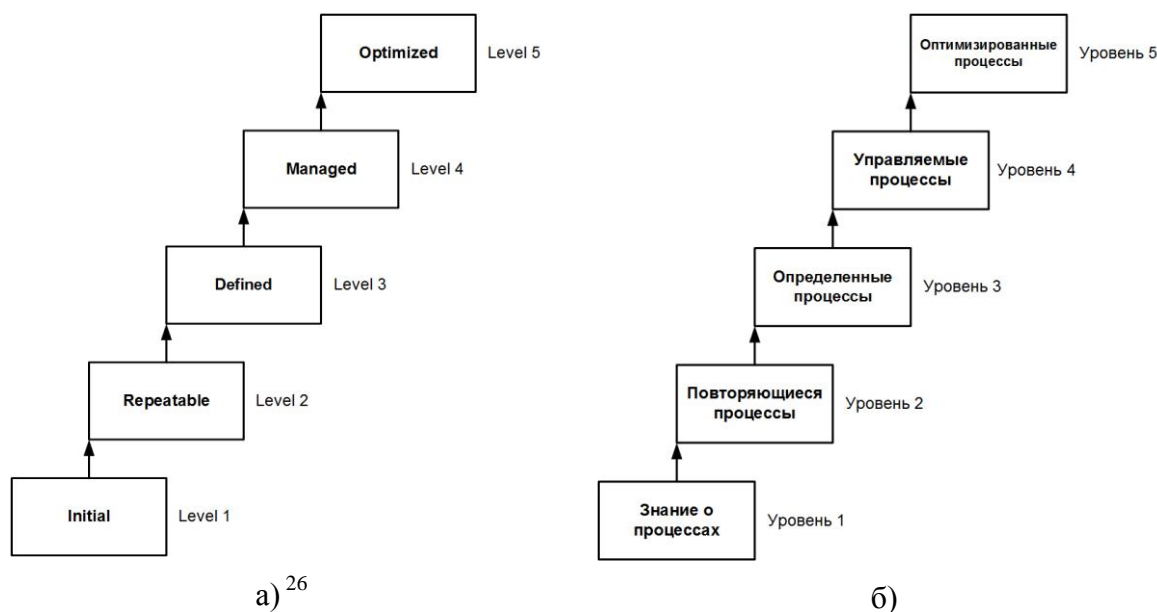 Optimized
Level 5
Managed
Level 4
Defined
Level 3
Repeatable
Level 2
Initial
Level 1
а) 26
Оптимизированные
процессы
Уровень 5
Управляемые
процессы
Уровень 4
Определенные
процессы
Уровень 3
Повторяющиеся
процессы
Уровень 2
Знание о
процессах
Уровень 1
б)